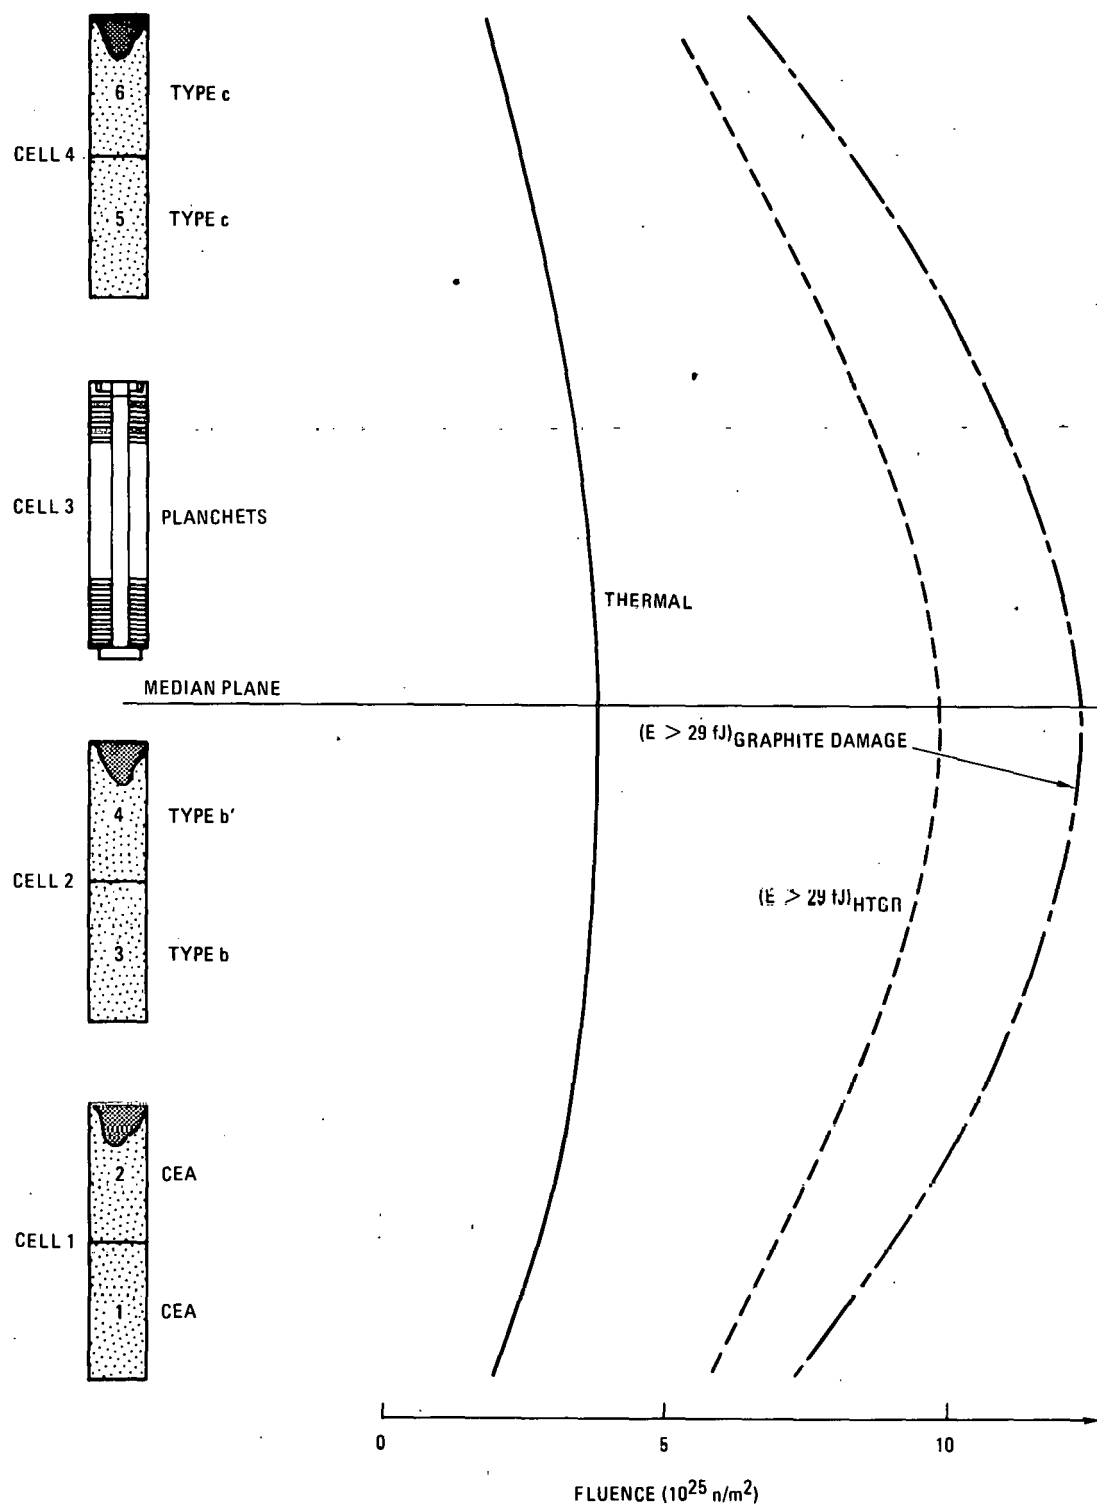 6 TYPE c
CELL 4
5 TYPE c
CELL 3
PLANCHETS
THERMAL
MEDIAN PLANE
(E > 29 fJ)GRAPHITE DAMAGE
4 TYPE b'
CELL 2
(E > 29 fJ)HTGR
3 TYPE b
2 CEA
CELL 1
1 CEA
0 5 10
FLUENCE (10^25 n/m^2)